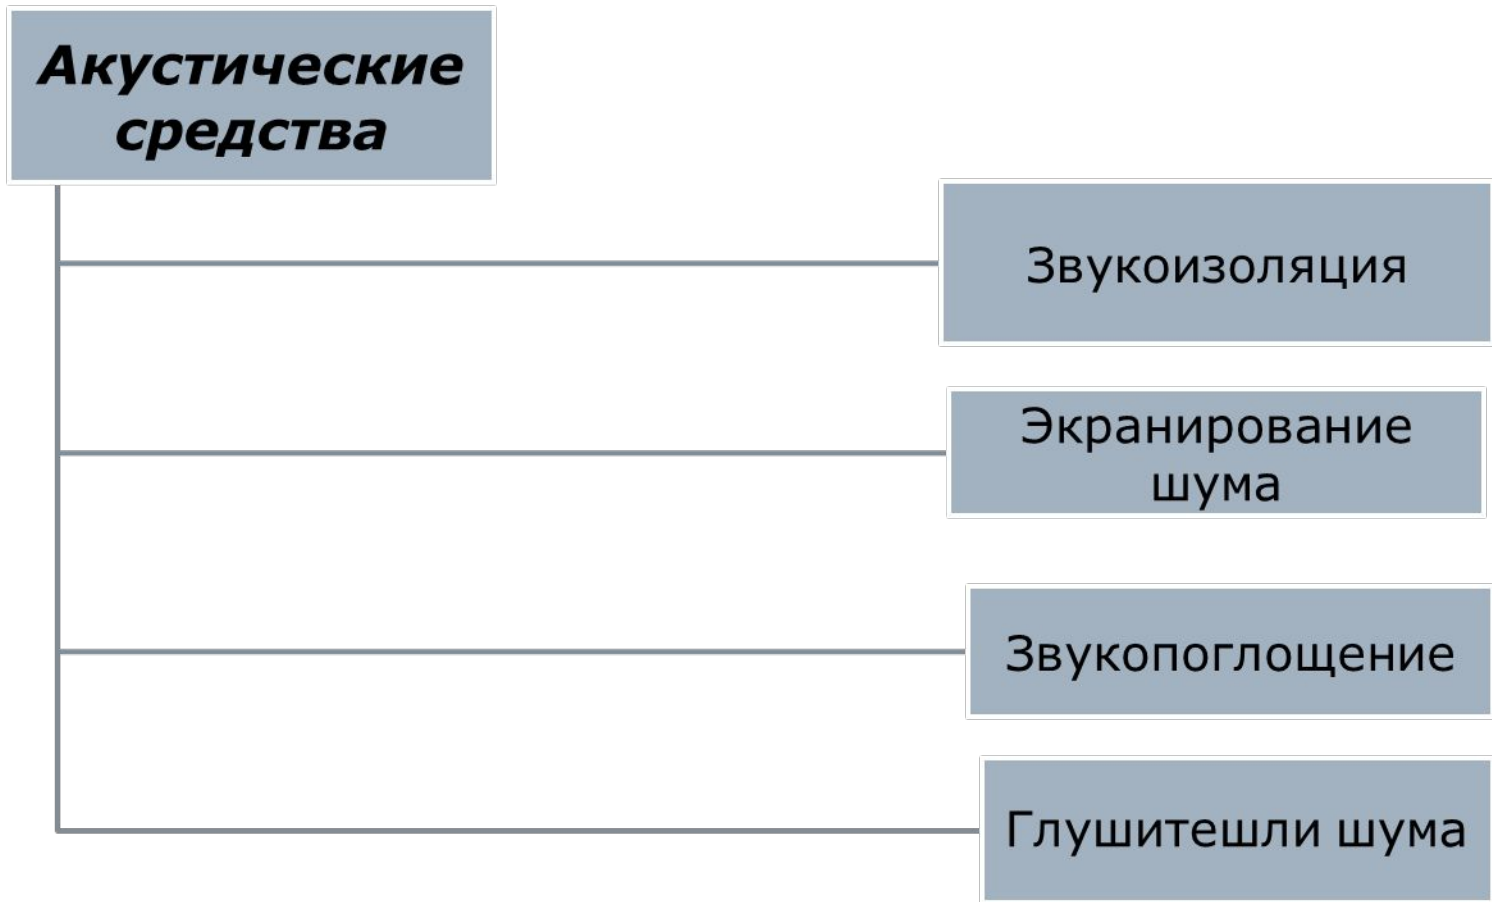 Акустические
средства
Звукоизоляция
Экранирование
шума
Звукопоглощение
Глушитешли шума